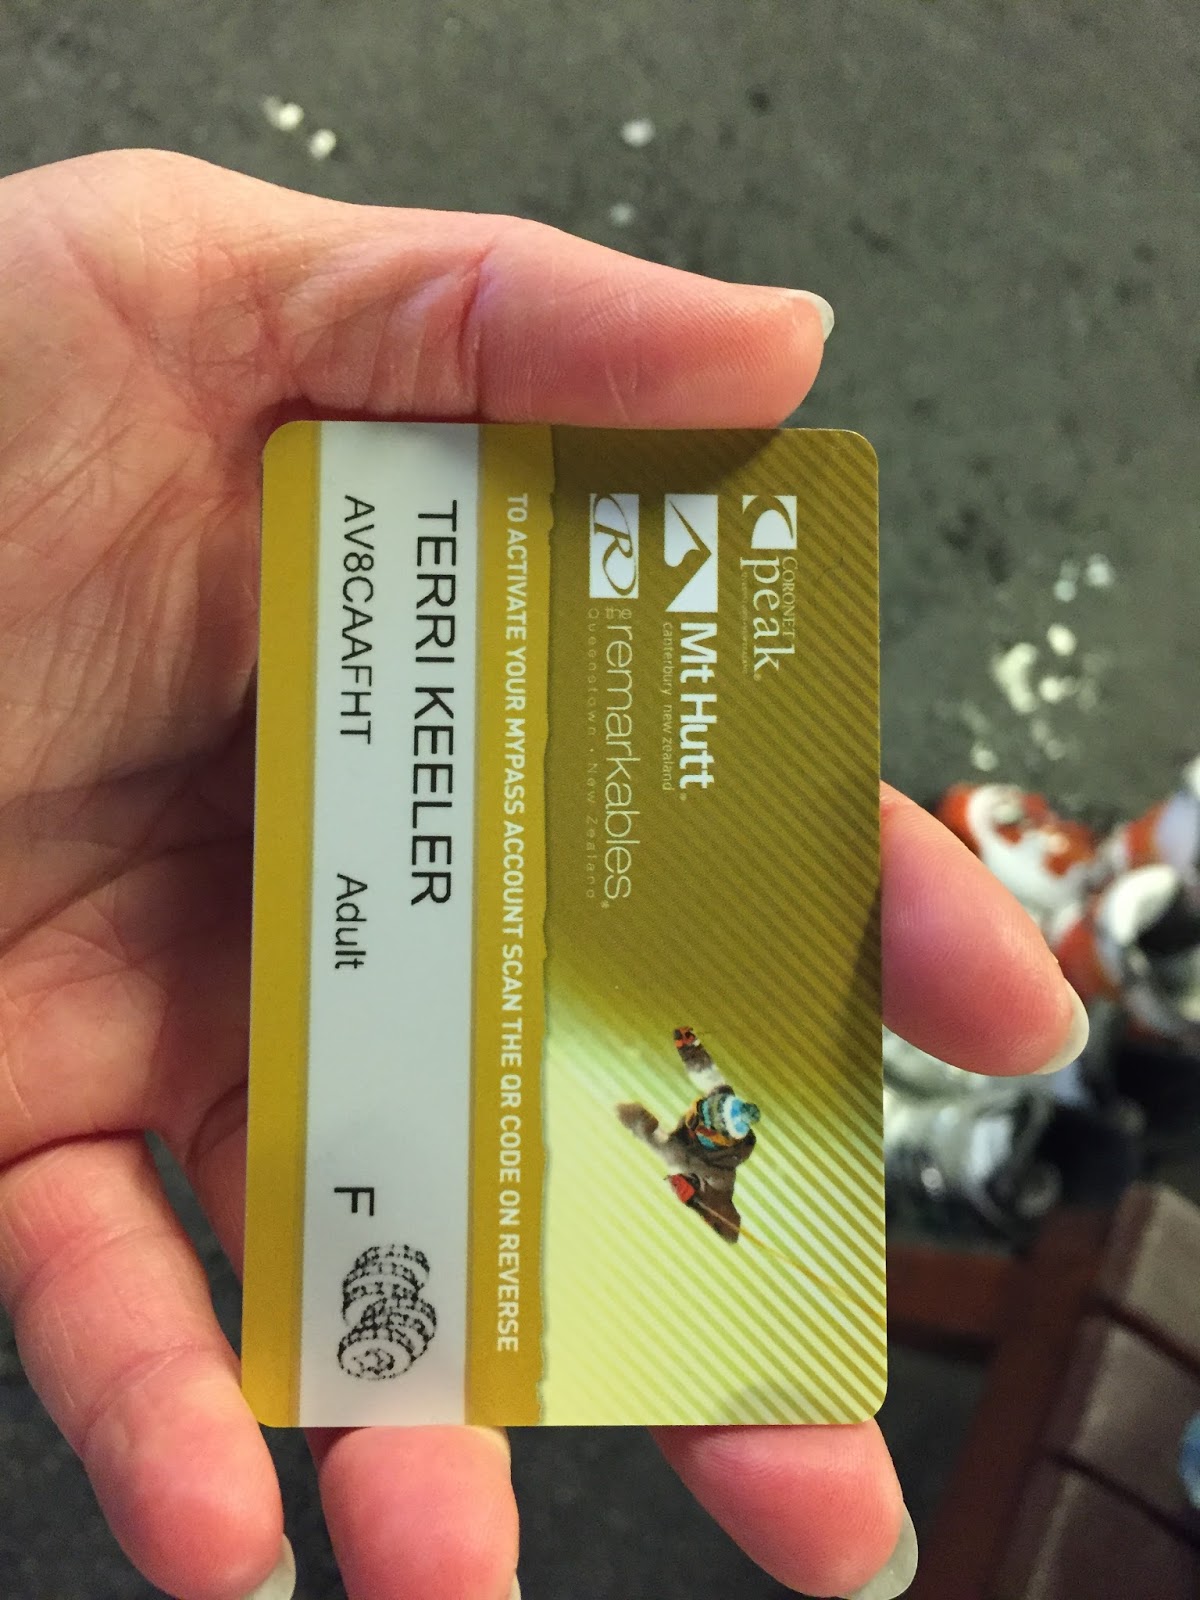 CORONET
peak
Mt Hutt
canterbury new zealand
the remarkables
Queenstown · New Zealand
TO ACTIVATE YOUR MYPASS ACCOUNT SCAN THE QR CODE ON REVERSE
TERRI KEELER
AV8CAAFHT Adult F